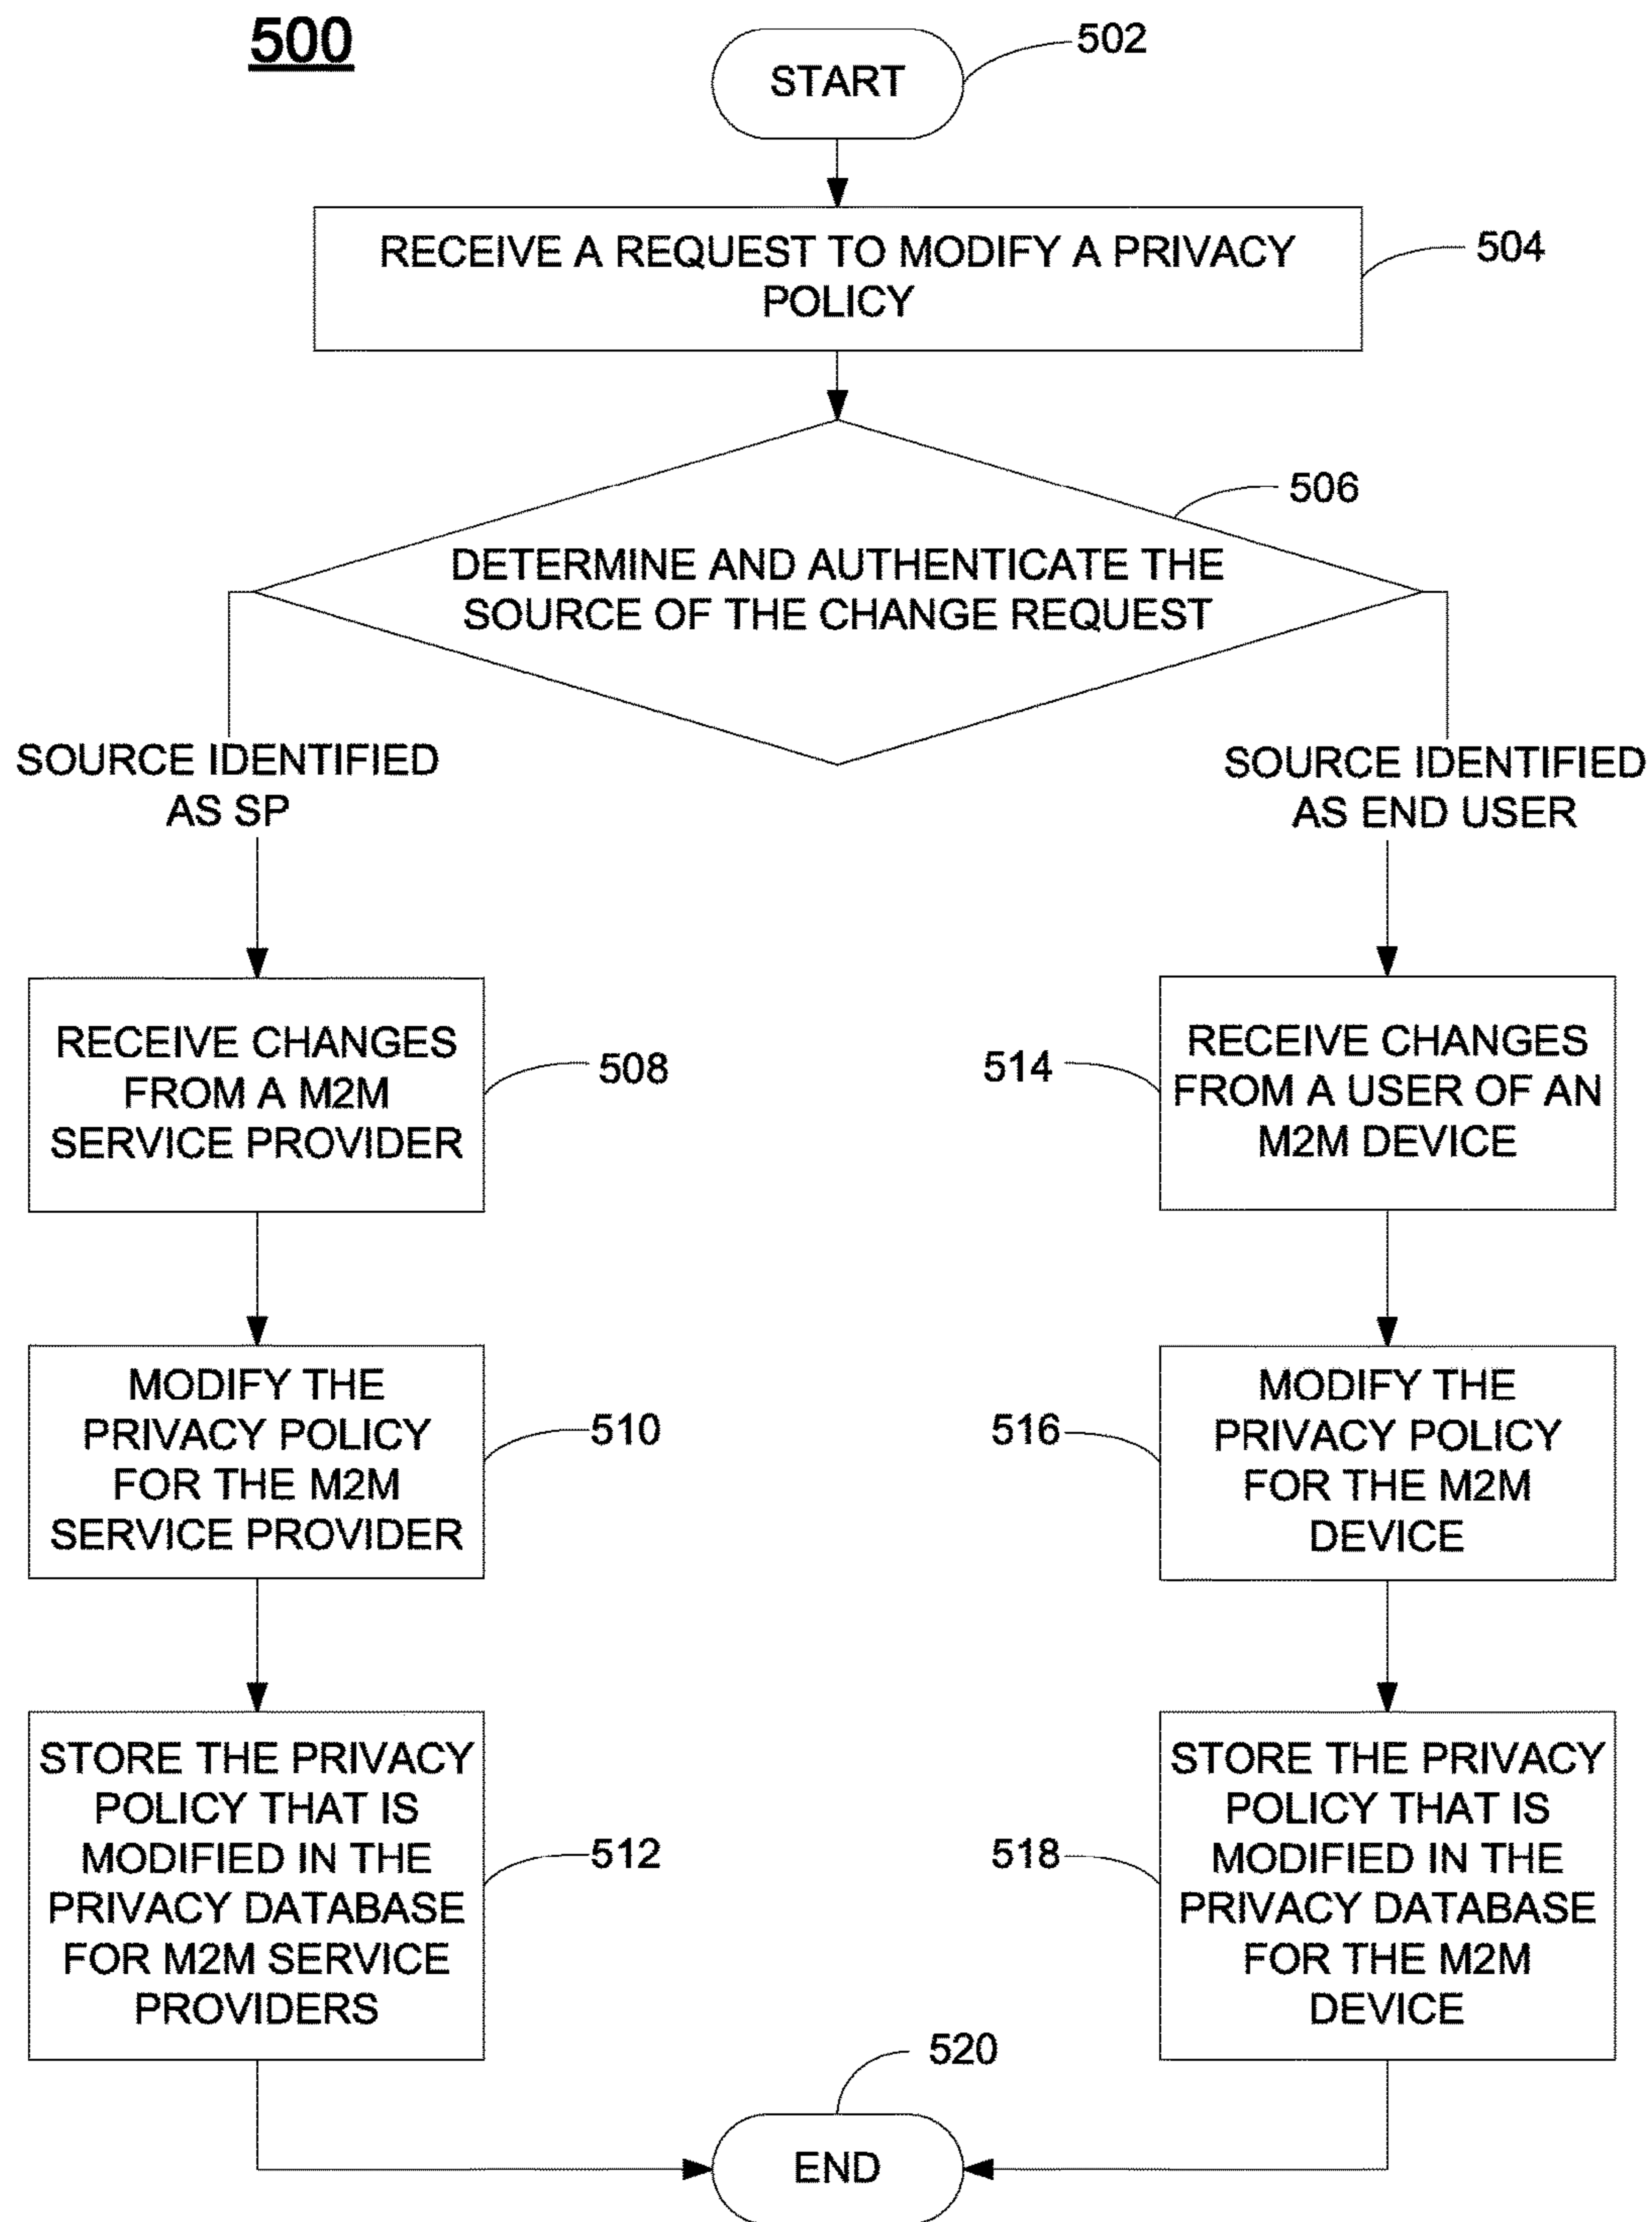 500
502
START
RECEIVE A REQUEST TO MODIFY A PRIVACY
POLICY
504
506
DETERMINE AND AUTHENTICATE THE
SOURCE OF THE CHANGE REQUEST
SOURCE IDENTIFIED
AS SP
SOURCE IDENTIFIED
AS END USER
RECEIVE CHANGES
FROM A M2M
SERVICE PROVIDER
508
514
RECEIVE CHANGES
FROM A USER OF AN
M2M DEVICE
MODIFY THE
PRIVACY POLICY
FOR THE M2M
SERVICE PROVIDER
510
516
MODIFY THE
PRIVACY POLICY
FOR THE M2M
DEVICE
STORE THE PRIVACY
POLICY THAT IS
MODIFIED IN THE
PRIVACY DATABASE
FOR M2M SERVICE
PROVIDERS
512
518
STORE THE PRIVACY
POLICY THAT IS
MODIFIED IN THE
PRIVACY DATABASE
FOR THE M2M
DEVICE
520
END